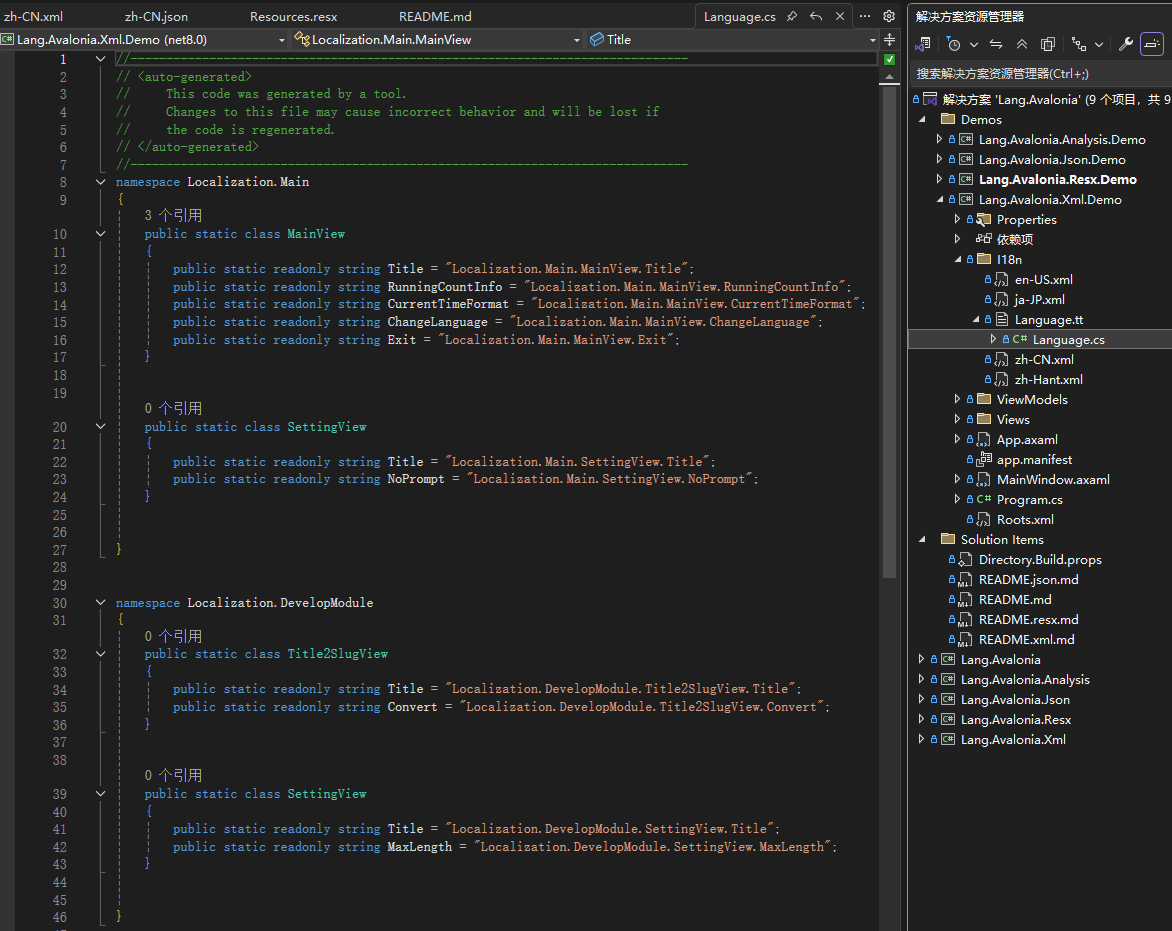 zh-CN.xml zh-CN.json Resources.resx README.md Language.cs
Lang.Avalonia.Xml.Demo (net8.0) Localization.Main.MainView Title
1 //------------------------------------------------------------------------------
2 // <auto-generated>
3 //     This code was generated by a tool.
4 //     Changes to this file may cause incorrect behavior and will be lost if
5 //     the code is regenerated.
6 // </auto-generated>
7 //------------------------------------------------------------------------------
8 namespace Localization.Main
9 {
3 个引用
10 public static class MainView
11 {
12 public static readonly string Title = "Localization.Main.MainView.Title";
13 public static readonly string RunningCountInfo = "Localization.Main.MainView.RunningCountInfo";
14 public static readonly string CurrentTimeFormat = "Localization.Main.MainView.CurrentTimeFormat";
15 public static readonly string ChangeLanguage = "Localization.Main.MainView.ChangeLanguage";
16 public static readonly string Exit = "Localization.Main.MainView.Exit";
17 }
18
19
0 个引用
20 public static class SettingView
21 {
22 public static readonly string Title = "Localization.Main.SettingView.Title";
23 public static readonly string NoPrompt = "Localization.Main.SettingView.NoPrompt";
24 }
25
26
27 }
28
29
30 namespace Localization.DevelopModule
31 {
0 个引用
32 public static class Title2SlugView
33 {
34 public static readonly string Title = "Localization.DevelopModule.Title2SlugView.Title";
35 public static readonly string Convert = "Localization.DevelopModule.Title2SlugView.Convert";
36 }
37
38
0 个引用
39 public static class SettingView
40 {
41 public static readonly string Title = "Localization.DevelopModule.SettingView.Title";
42 public static readonly string MaxLength = "Localization.DevelopModule.SettingView.MaxLength";
43 }
44
45
46 }
解决方案资源管理器
搜索解决方案资源管理器(Ctrl+;)
解决方案 'Lang.Avalonia' (9 个项目，共 9
Demos
C# Lang.Avalonia.Analysis.Demo
C# Lang.Avalonia.Json.Demo
C# Lang.Avalonia.Resx.Demo
C# Lang.Avalonia.Xml.Demo
Properties
依赖项
I18n
en-US.xml
ja-JP.xml
Language.tt
C# Language.cs
zh-CN.xml
zh-Hant.xml
ViewModels
Views
App.axaml
app.manifest
MainWindow.axaml
C# Program.cs
Roots.xml
Solution Items
Directory.Build.props
README.json.md
README.md
README.resx.md
README.xml.md
C# Lang.Avalonia
C# Lang.Avalonia.Analysis
C# Lang.Avalonia.Json
C# Lang.Avalonia.Resx
C# Lang.Avalonia.Xml